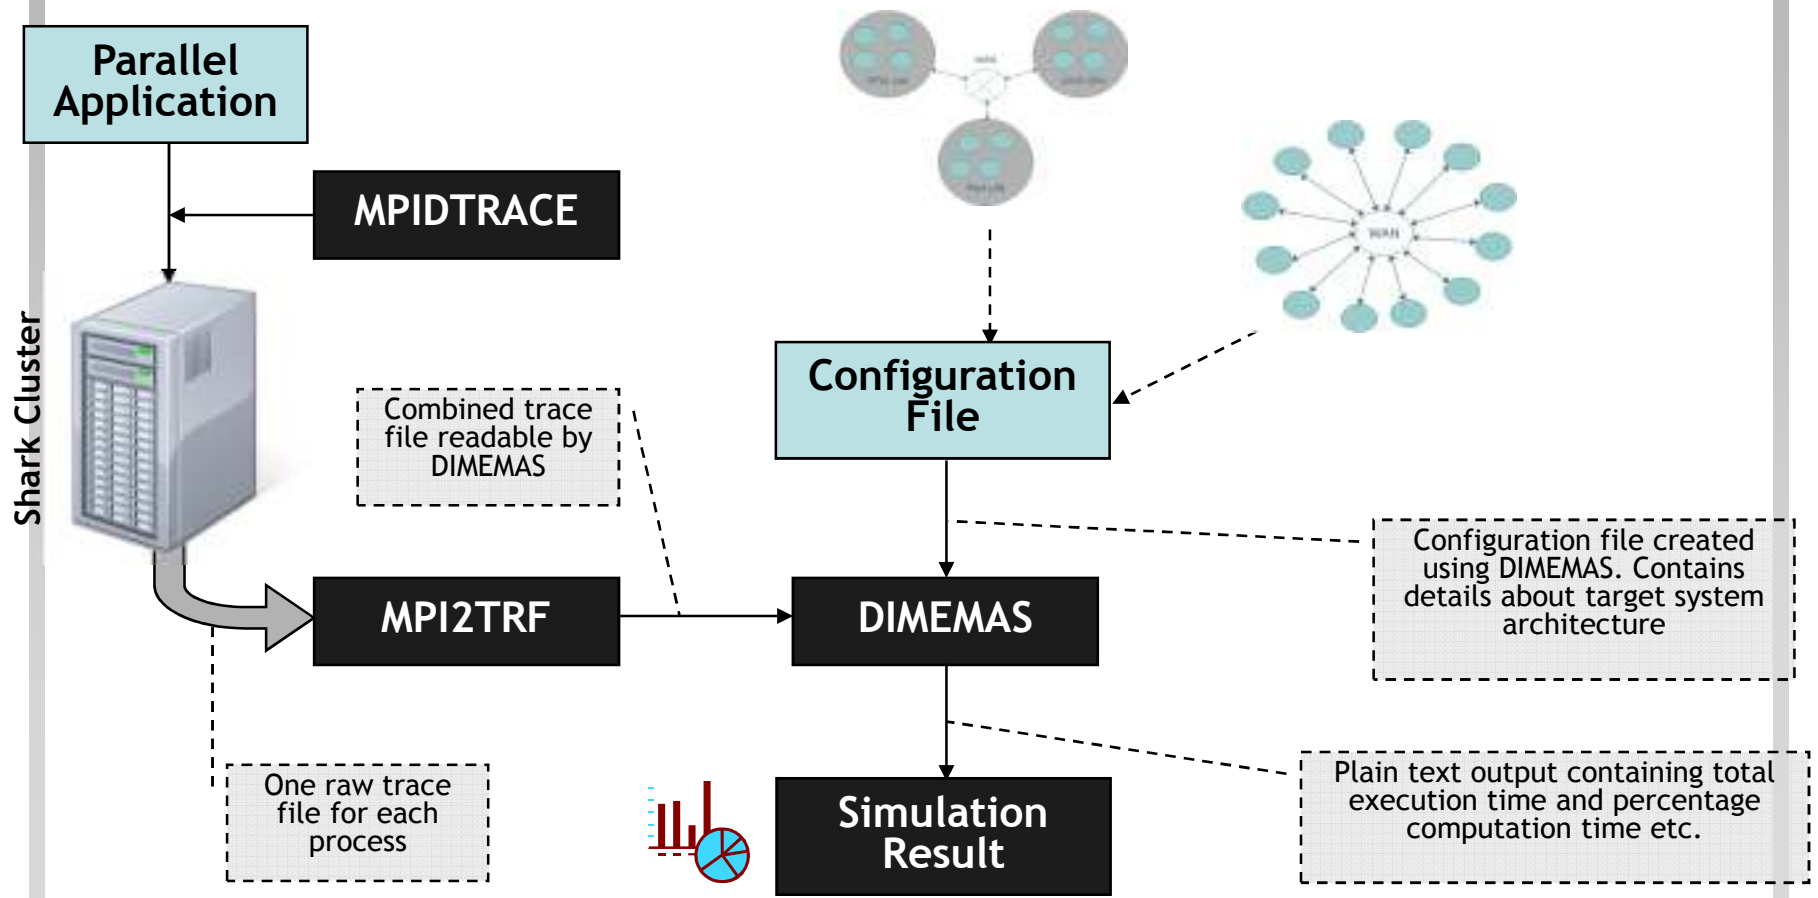 Parallel
Application
MPIDTRACE
WAN
WAN
Shark Cluster
Configuration
File
Combined trace
file readable by
DIMEMAS
Configuration file created
using DIMEMAS. Contains
details about target system
architecture
MPI2TRF
DIMEMAS
One raw trace
file for each
process
Simulation
Result
Plain text output containing total
execution time and percentage
computation time etc.